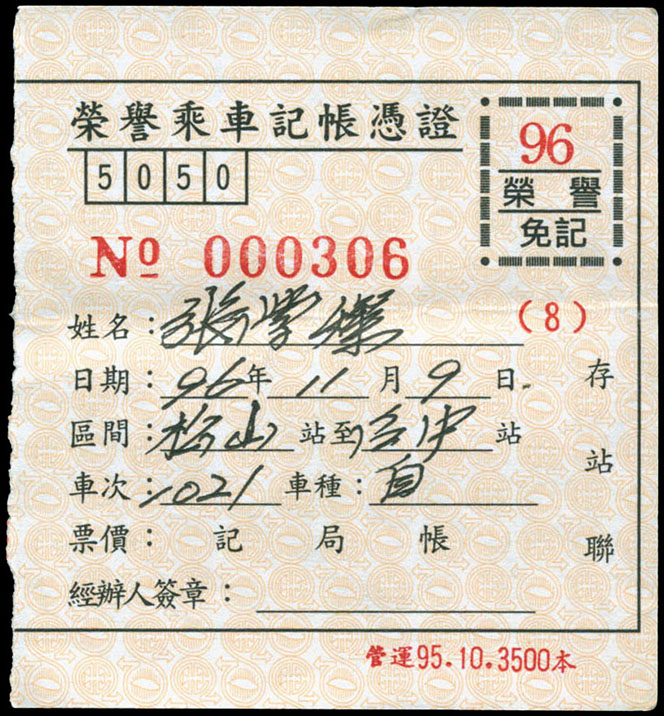 榮譽乘車記帳憑證
5050
96
榮譽
免記
№ 000306
(8)
姓名：張學
日期：96年11月9日
區間：松山站至台中站
車次：1021 車種：自
票價：記局帳
經辦人簽章：
存站聯
管運95.10.3500本